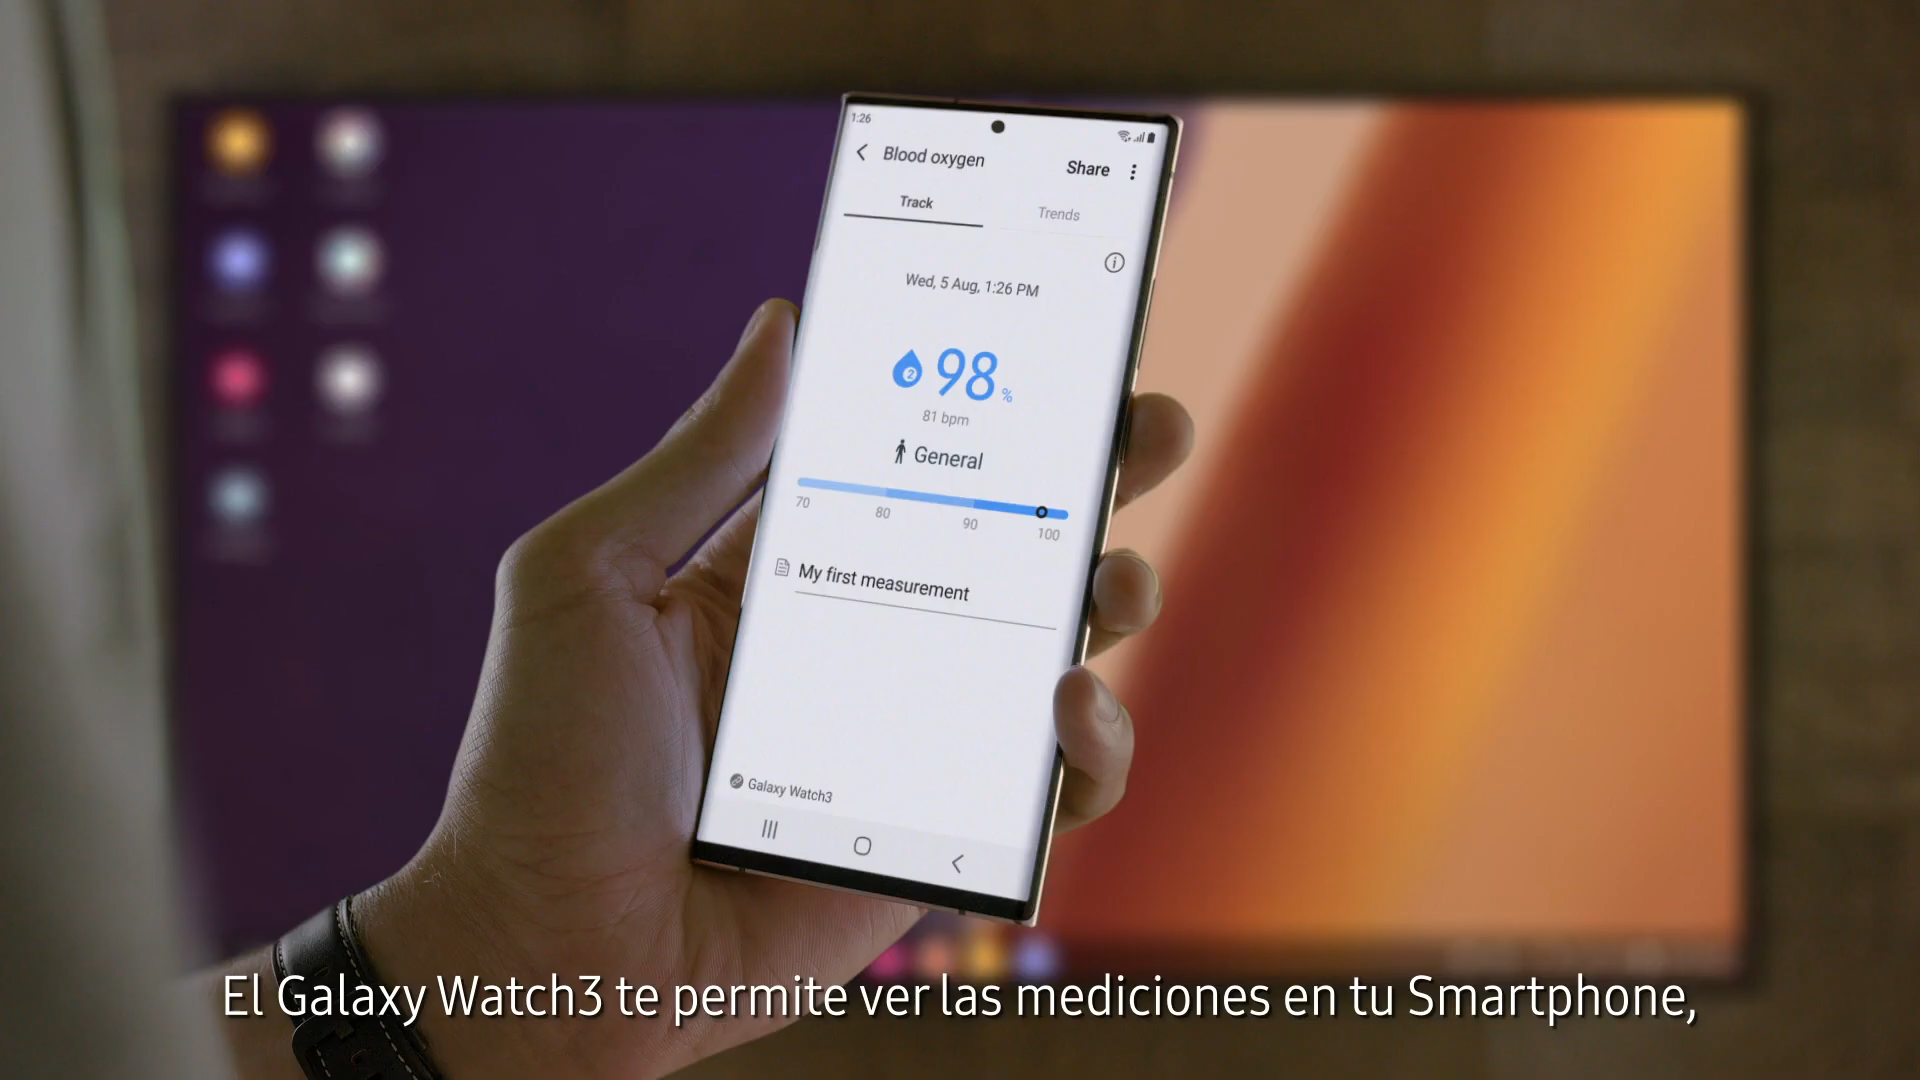 1:26
Blood oxygen
Share
Track
Trends
Wed, 5 Aug, 1:26 PM
98 %
81 bpm
General
70 80 90 100
My first measurement
Galaxy Watch3
El Galaxy Watch3 te permite ver las mediciones en tu Smartphone,